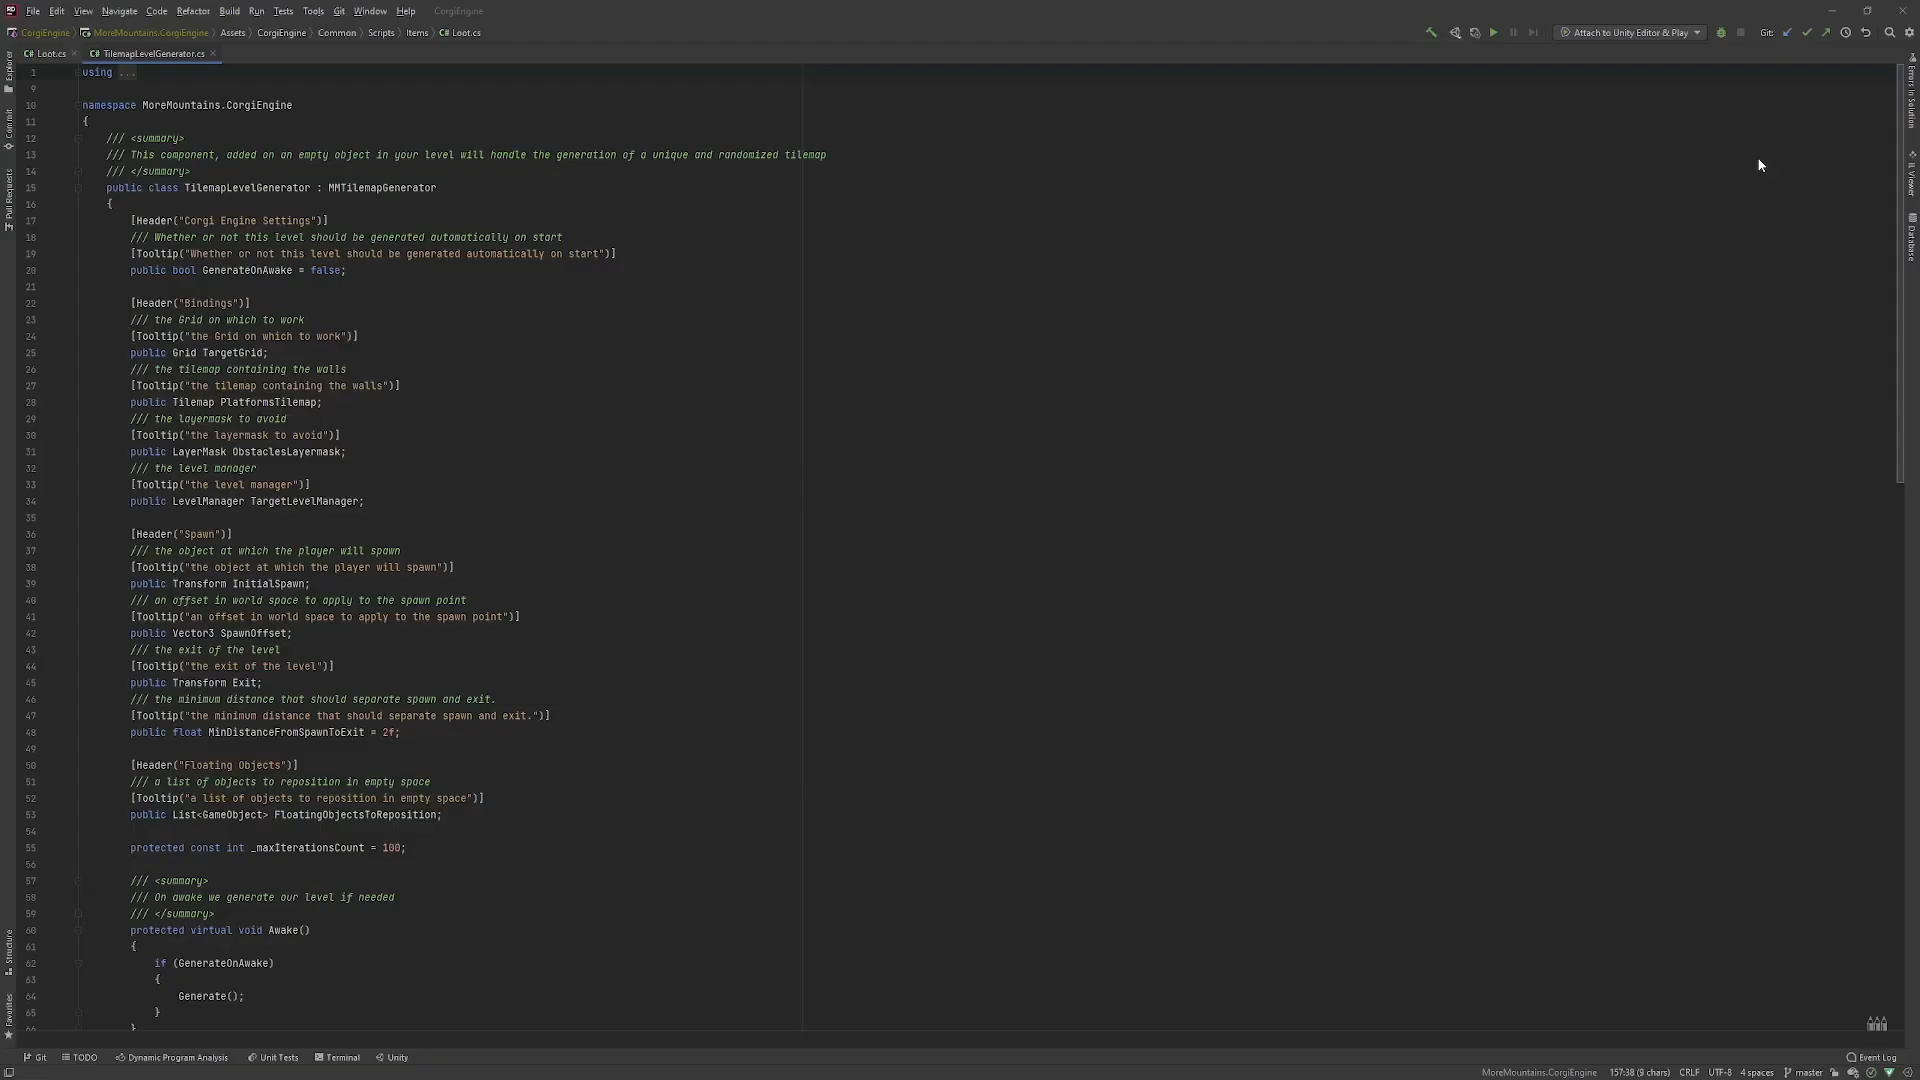 File Edit View Navigate Code Refactor Build Run Tests Tools Git Window Help CorgiEngine
CorgiEngine MoreMountains.CorgiEngine Assets CorgiEngine Common Scripts Items C# Loot.cs
Attach to Unity Editor & Play Git:
C# Loot.cs C# TilemapLevelGenerator.cs
1 using ...
9
10 namespace MoreMountains.CorgiEngine
11 {
12 /// <summary>
13 /// This component, added on an empty object in your level will handle the generation of a unique and randomized tilemap
14 /// </summary>
15 public class TilemapLevelGenerator : MMTilemapGenerator
16 {
17 [Header("Corgi Engine Settings")]
18 /// Whether or not this level should be generated automatically on start
19 [Tooltip("Whether or not this level should be generated automatically on start")]
20 public bool GenerateOnAwake = false;
21
22 [Header("Bindings")]
23 /// the Grid on which to work
24 [Tooltip("the Grid on which to work")]
25 public Grid TargetGrid;
26 /// the tilemap containing the walls
27 [Tooltip("the tilemap containing the walls")]
28 public Tilemap PlatformsTilemap;
29 /// the layermask to avoid
30 [Tooltip("the layermask to avoid")]
31 public LayerMask ObstaclesLayermask;
32 /// the level manager
33 [Tooltip("the level manager")]
34 public LevelManager TargetLevelManager;
35
36 [Header("Spawn")]
37 /// the object at which the player will spawn
38 [Tooltip("the object at which the player will spawn")]
39 public Transform InitialSpawn;
40 /// an offset in world space to apply to the spawn point
41 [Tooltip("an offset in world space to apply to the spawn point")]
42 public Vector3 SpawnOffset;
43 /// the exit of the level
44 [Tooltip("the exit of the level")]
45 public Transform Exit;
46 /// the minimum distance that should separate spawn and exit.
47 [Tooltip("the minimum distance that should separate spawn and exit.")]
48 public float MinDistanceFromSpawnToExit = 2f;
49
50 [Header("Floating Objects")]
51 /// a list of objects to reposition in empty space
52 [Tooltip("a list of objects to reposition in empty space")]
53 public List<GameObject> FloatingObjectsToReposition;
54
55 protected const int _maxIterationsCount = 100;
56
57 /// <summary>
58 /// On awake we generate our level if needed
59 /// </summary>
60 protected virtual void Awake()
61 {
62 if (GenerateOnAwake)
63 {
64 Generate();
65 }
66 }
Explorer
Commit
Pull Requests
Structure
Favorites
Errors In Solution
IL Viewer
Database
Git TODO Dynamic Program Analysis Unit Tests Terminal Unity Event Log
MoreMountains.CorgiEngine 157:38 (9 chars) CRLF UTF-8 4 spaces master